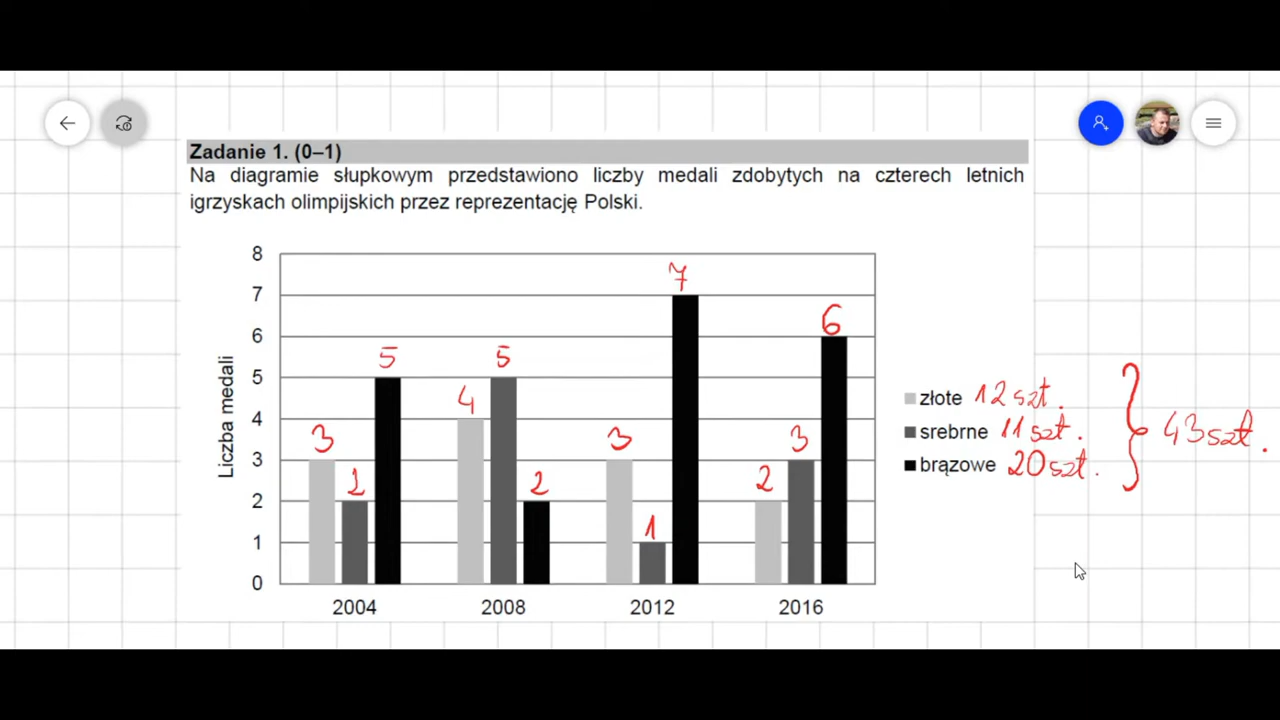 Zadanie 1. (0–1)
Na diagramie słupkowym przedstawiono liczby medali zdobytych na czterech letnich
igrzyskach olimpijskich przez reprezentację Polski.
8
7
6
5
4
3
2
1
0
Liczba medali
3 2 5
4 5 2
3 1 7
2 3 6
2004 2008 2012 2016
złote 12 szt.
srebrne 11 szt.
brązowe 20 szt.
43 szt.